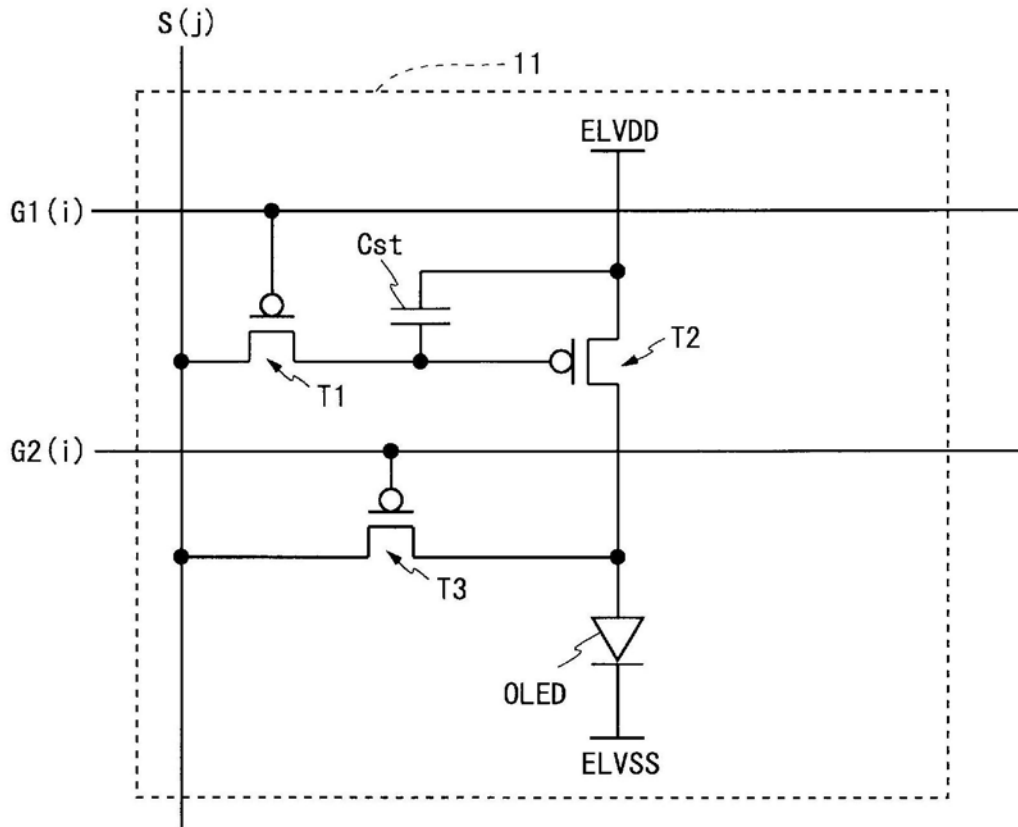 S(j)
11
ELVDD
G1(i)
Cst
T2
T1
G2(i)
T3
OLED
ELVSS